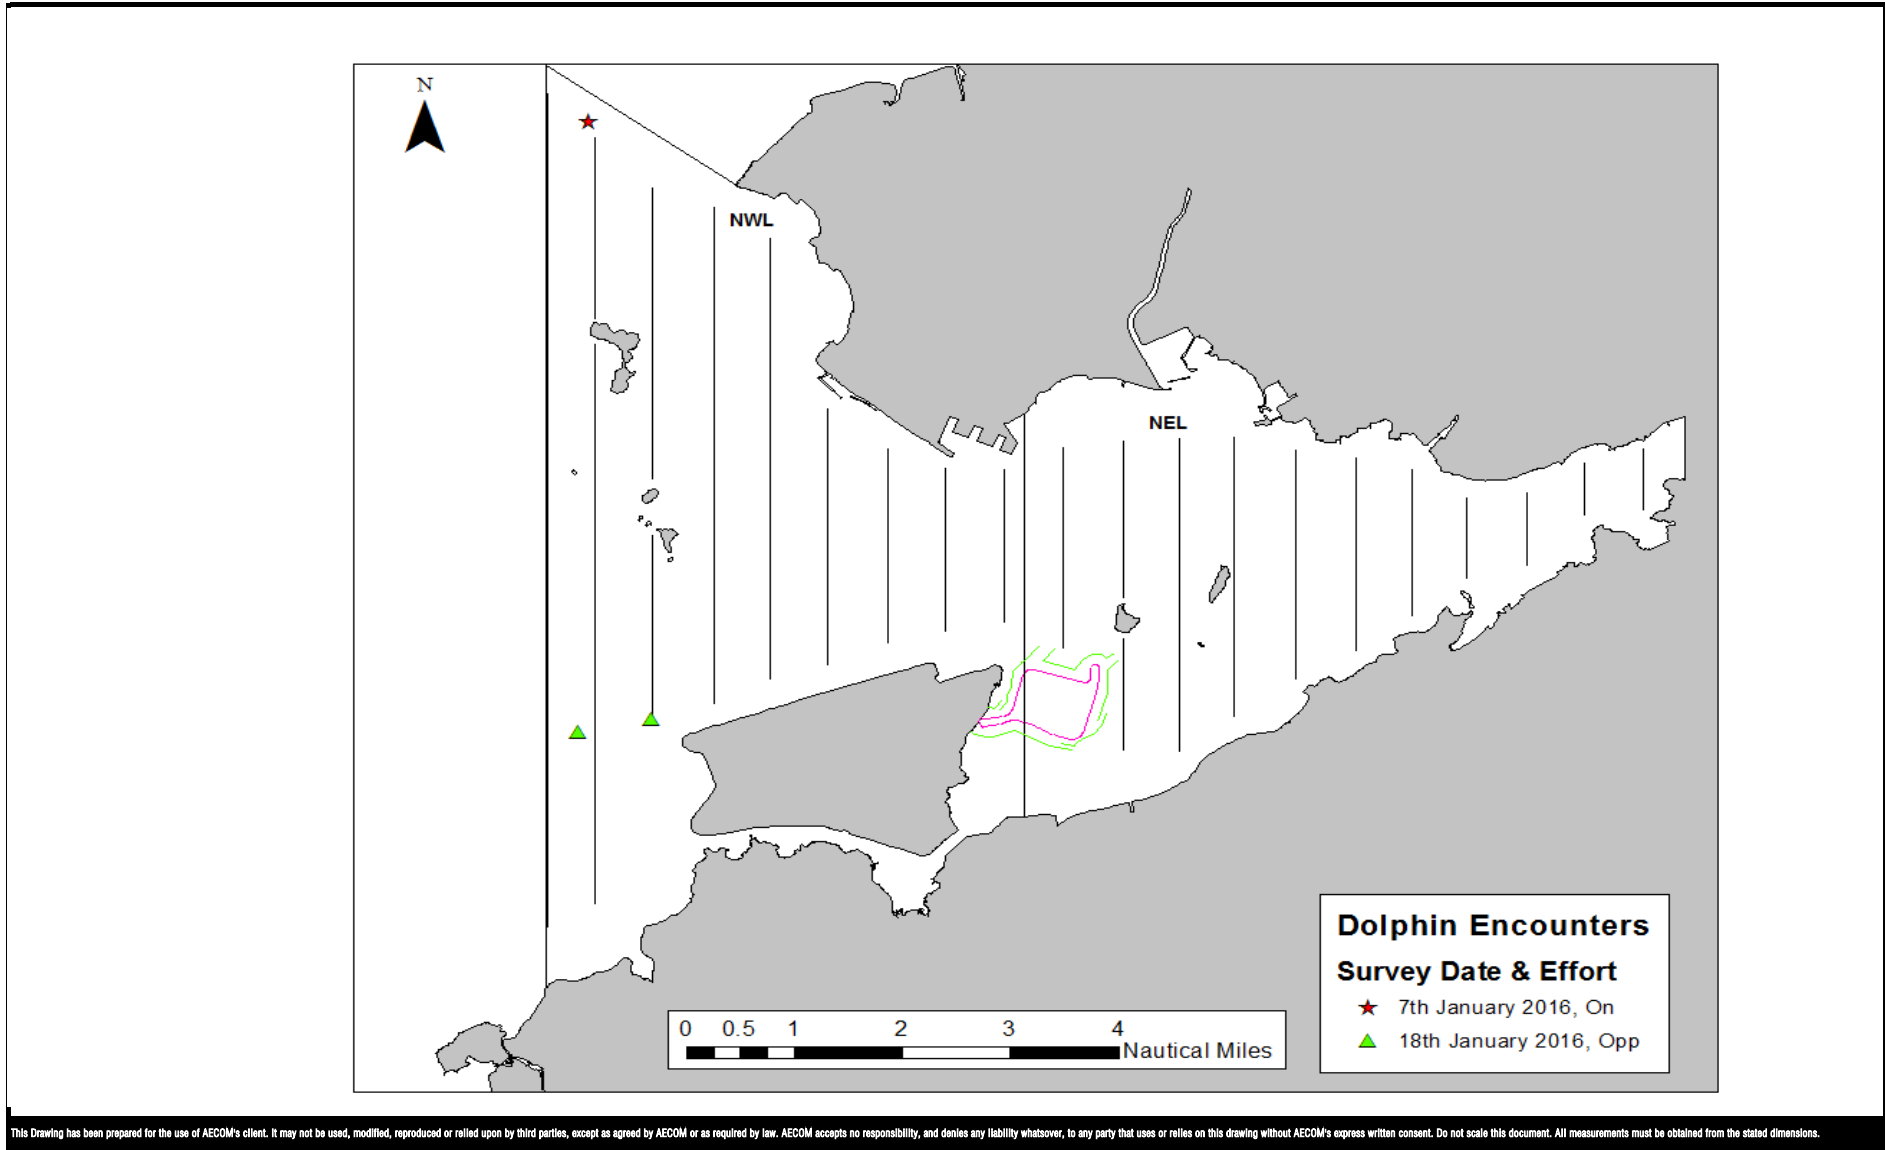 N
NWL
NEL
Dolphin Encounters
Survey Date & Effort
7th January 2016, On
18th January 2016, Opp
0 0.5 1 2 3 4
Nautical Miles
This Drawing has been prepared for the use of AECOM's client. It may not be used, modified, reproduced or relied upon by third parties, except as agreed by AECOM or as required by law. AECOM accepts no responsibility, and denies any liability whatsover, to any party that uses or relies on this drawing without AECOM's express written consent. Do not scale this document. All measurements must be obtained from the stated dimensions.